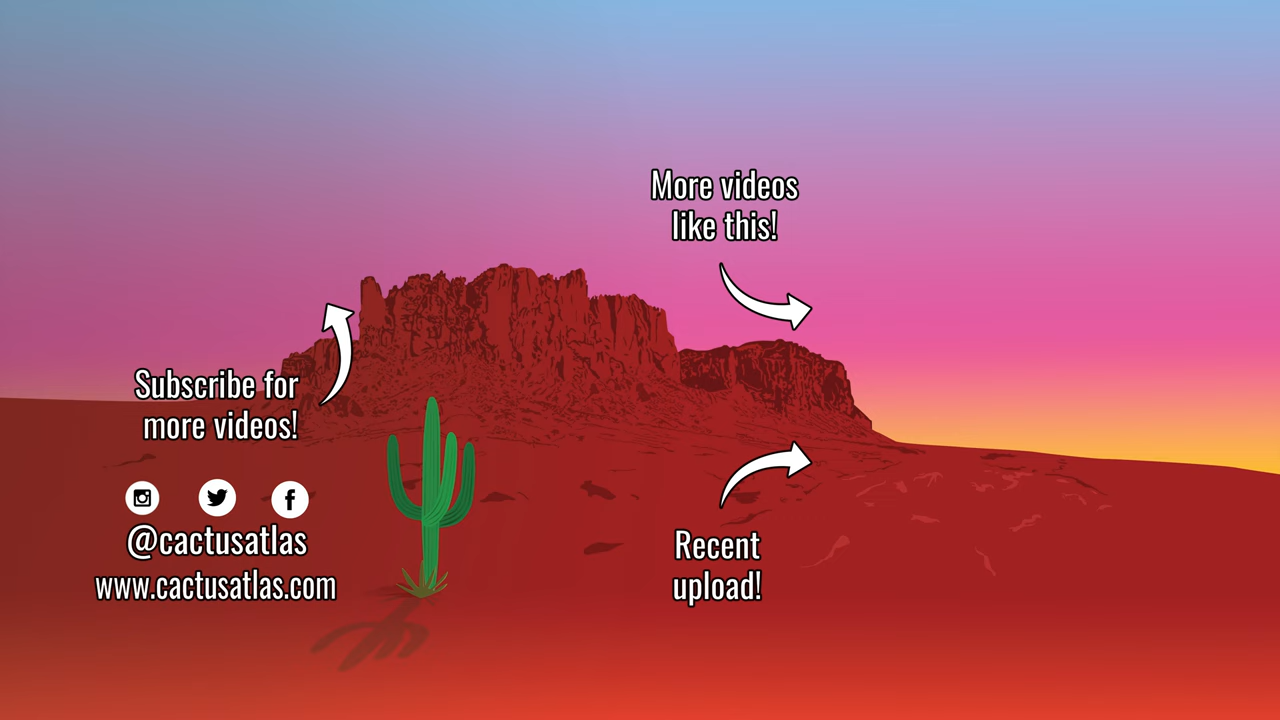 More videos
like this!
Subscribe for
more videos!
@cactusatlas
www.cactusatlas.com
Recent
upload!